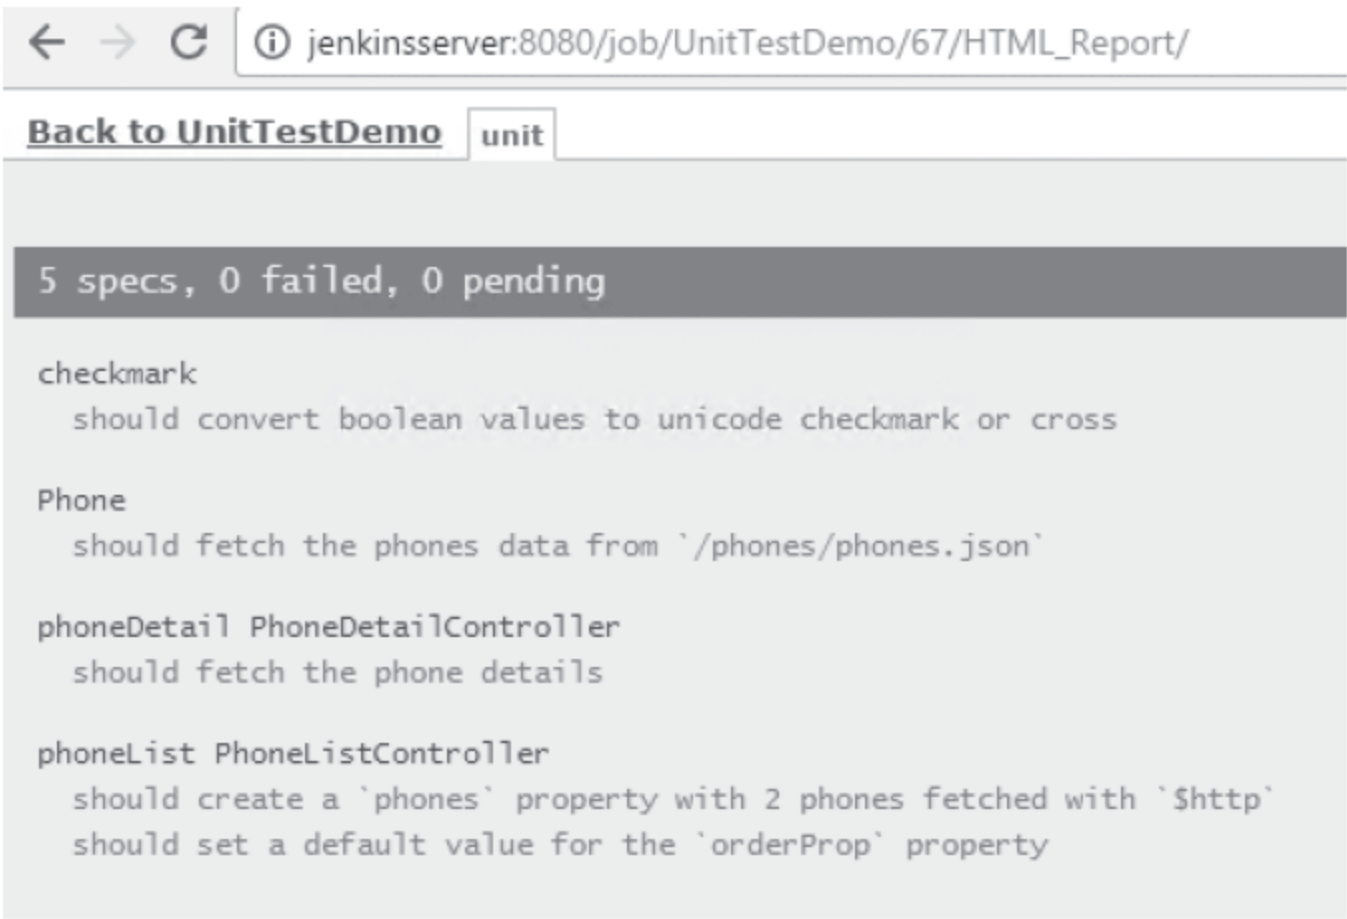 jenkinsserver:8080/job/UnitTestDemo/67/HTML_Report/
Back to UnitTestDemo unit
5 specs, 0 failed, 0 pending
checkmark
should convert boolean values to unicode checkmark or cross
Phone
should fetch the phones data from `/phones/phones.json`
phoneDetail PhoneDetailController
should fetch the phone details
phoneList PhoneListController
should create a `phones` property with 2 phones fetched with `$http`
should set a default value for the `orderProp` property